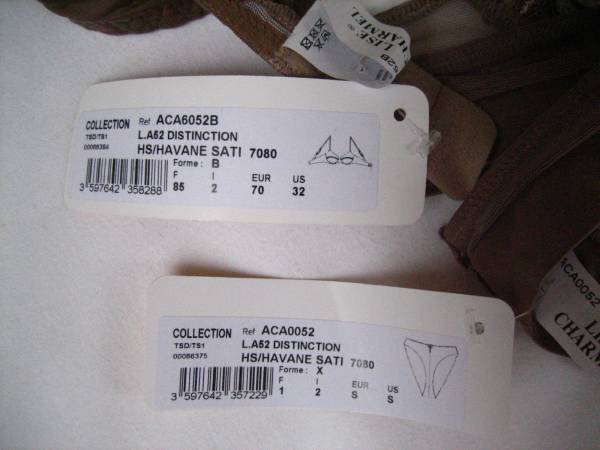 LISE
CHARMEL
52B
COLLECTION Ref ACA6052B
TSD/TS1 L.A52 DISTINCTION
00086384 HS/HAVANE SATI 7080
Forme : B
F I EUR US
85 2 70 32
3 597642 358288
ACA0052
LI
CHARM
COLLECTION Ref ACA0052
TSD/TS1 L.A52 DISTINCTION
00086375 HS/HAVANE SATI 7080
Forme : X
F I EUR US
1 2 S S
3 597642 357229